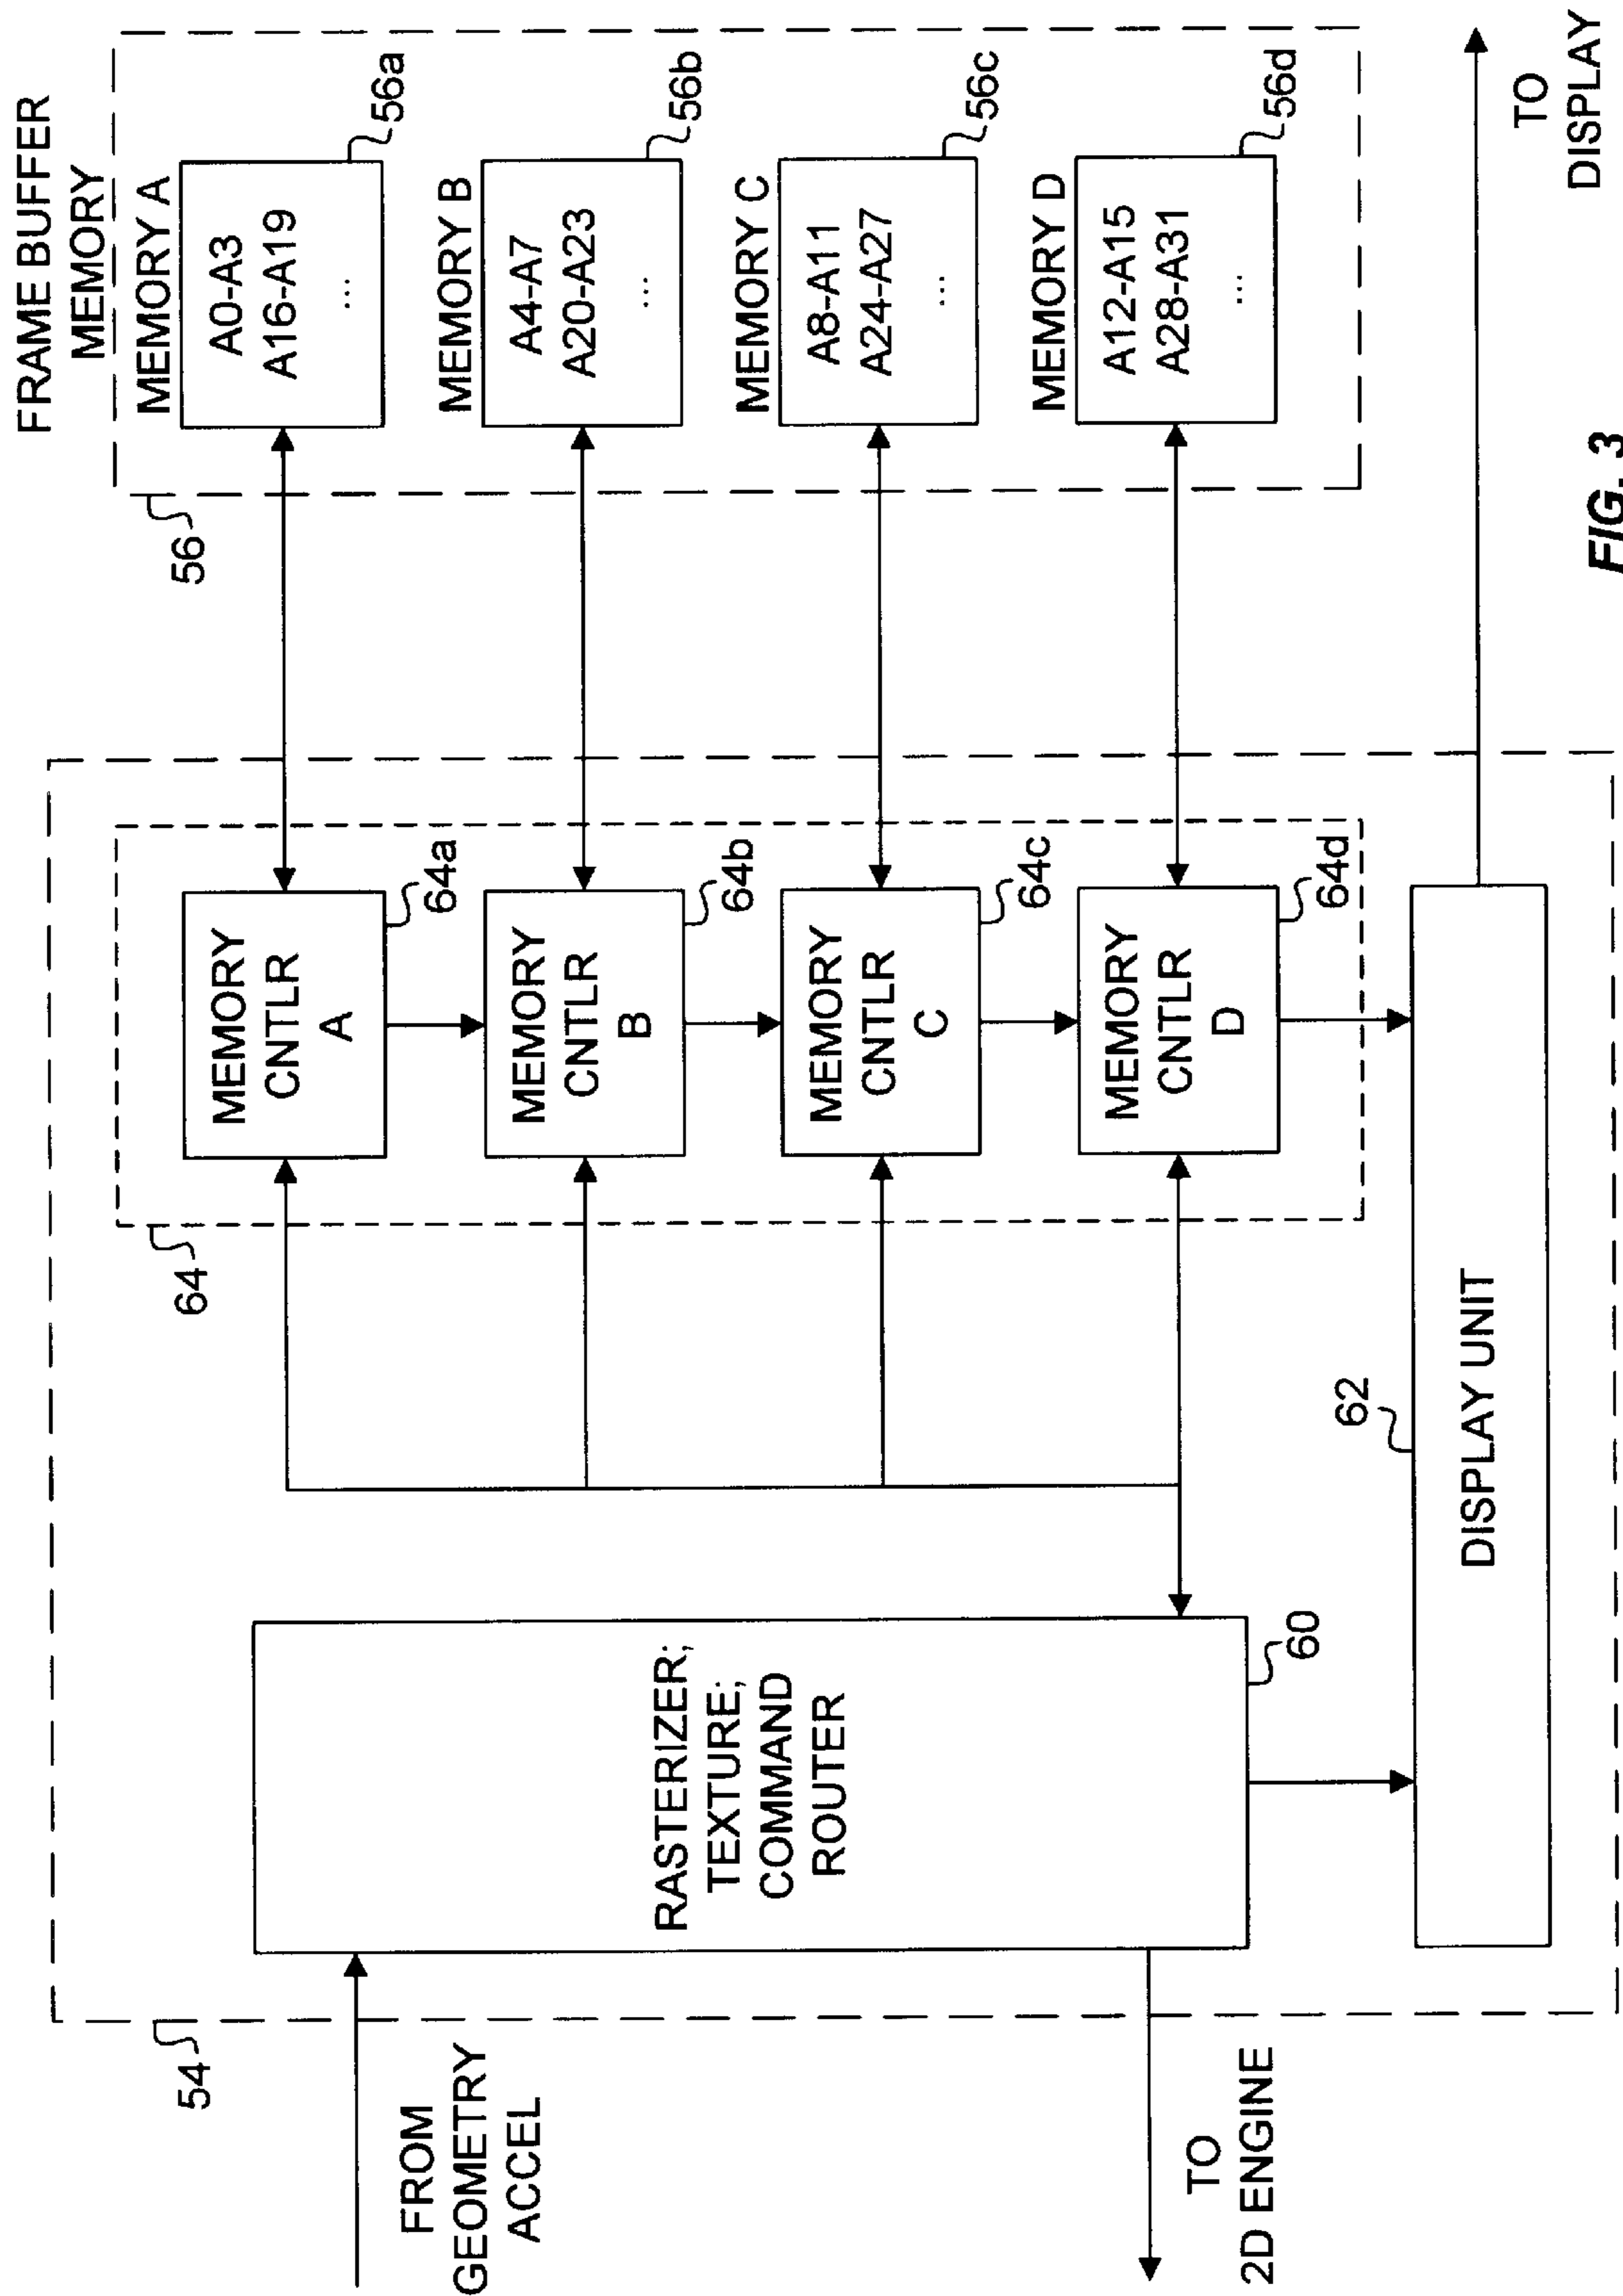 FRAME BUFFER
MEMORY
56
MEMORY A
A0-A3
A16-A19
...
56a
MEMORY B
A4-A7
A20-A23
...
56b
MEMORY C
A8-A11
A24-A27
...
56c
MEMORY D
A12-A15
A28-A31
...
56d
54
64
MEMORY
CNTLR
A
64a
MEMORY
CNTLR
B
64b
MEMORY
CNTLR
C
64c
MEMORY
CNTLR
D
64d
FROM
GEOMETRY
ACCEL
RASTERIZER;
TEXTURE;
COMMAND
ROUTER
60
TO
2D ENGINE
62
DISPLAY UNIT
TO
DISPLAY
FIG. 3